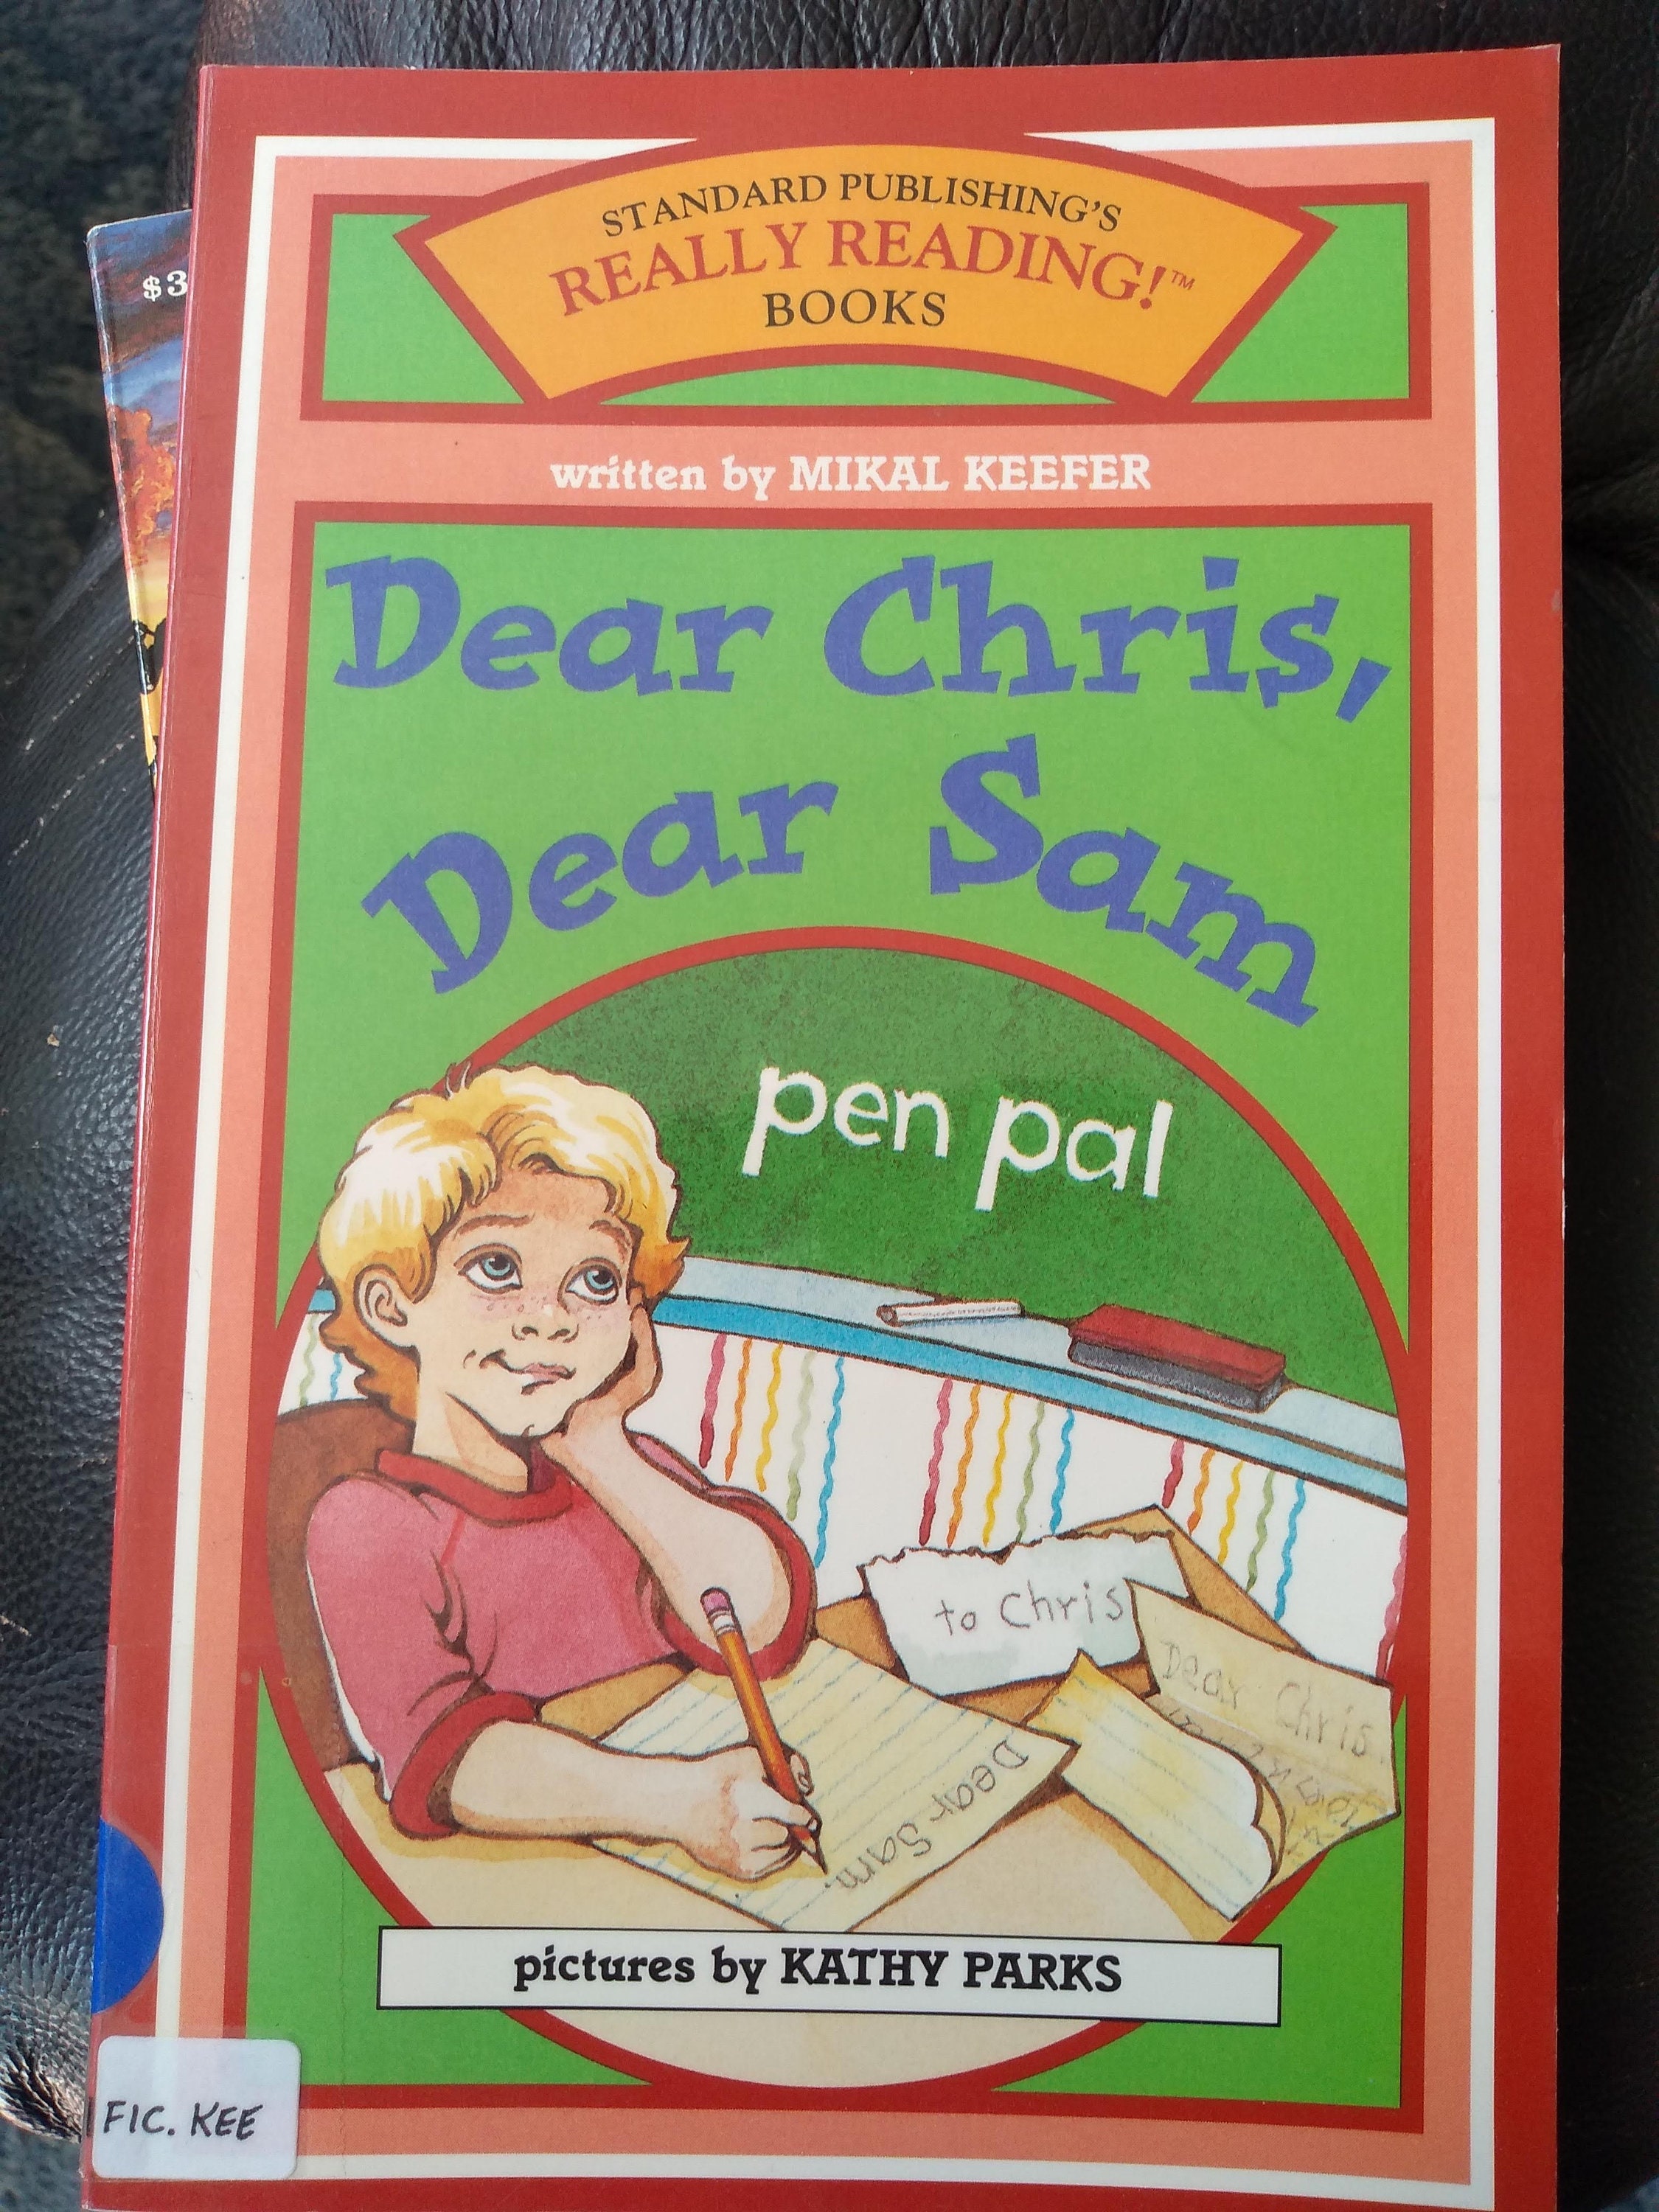 $3
STANDARD PUBLISHING'S
REALLY READING!™
BOOKS
written by MIKAL KEEFER
Dear Chris,
Dear Sam
pen pal
to Chris
Dear Chris
Dear Sam,
pictures by KATHY PARKS
FIC. KEE